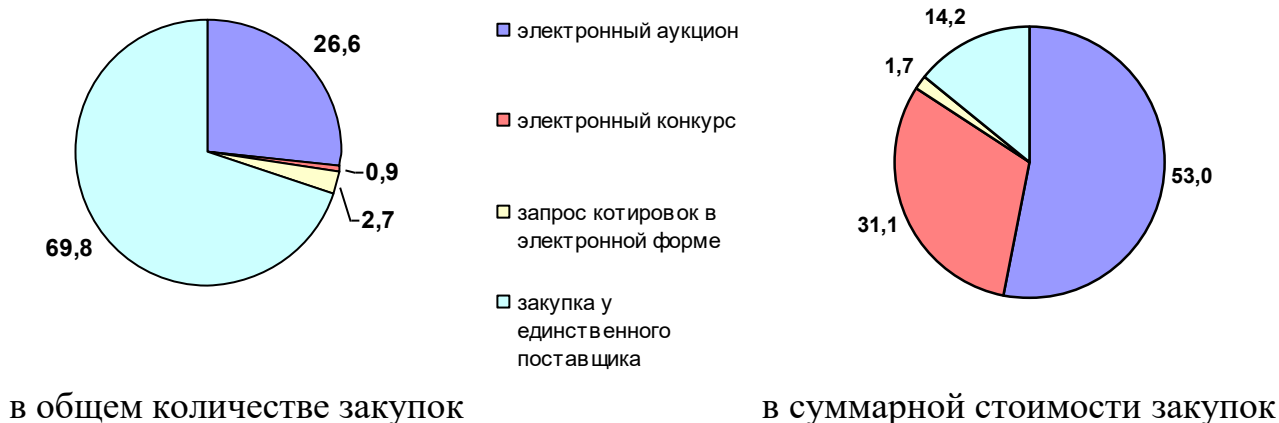 26,6
0,9
2,7
69,8
электронный аукцион
электронный конкурс
запрос котировок в
электронной форме
закупка у
единственного
поставщика
14,2
1,7
31,1
53,0
в общем количестве закупок
в суммарной стоимости закупок